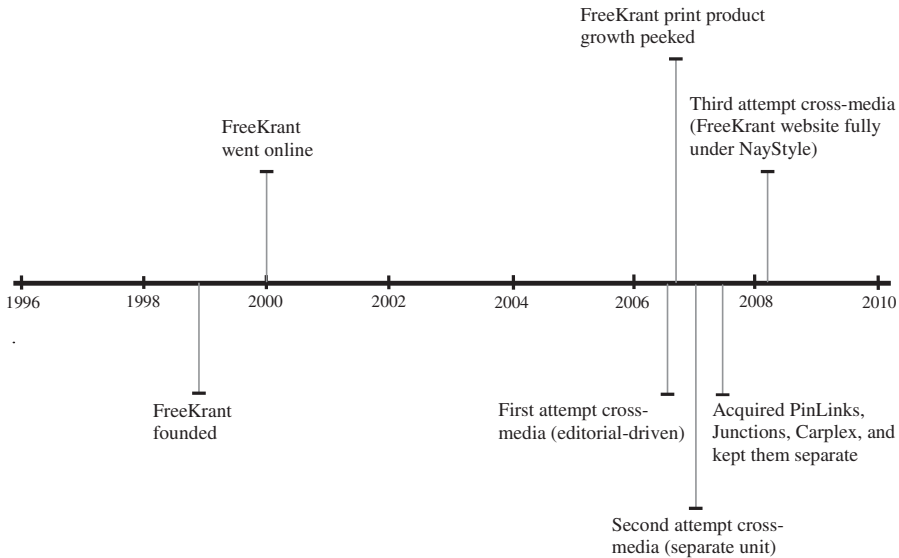 FreeKrant print product
growth peeked
Third attempt cross-media
(FreeKrant website fully
under NayStyle)
FreeKrant
went online
1996 1998 2000 2002 2004 2006 2008 2010
FreeKrant
founded
First attempt cross-
media (editorial-driven)
Acquired PinLinks,
Junctions, Carplex, and
kept them separate
Second attempt cross-
media (separate unit)